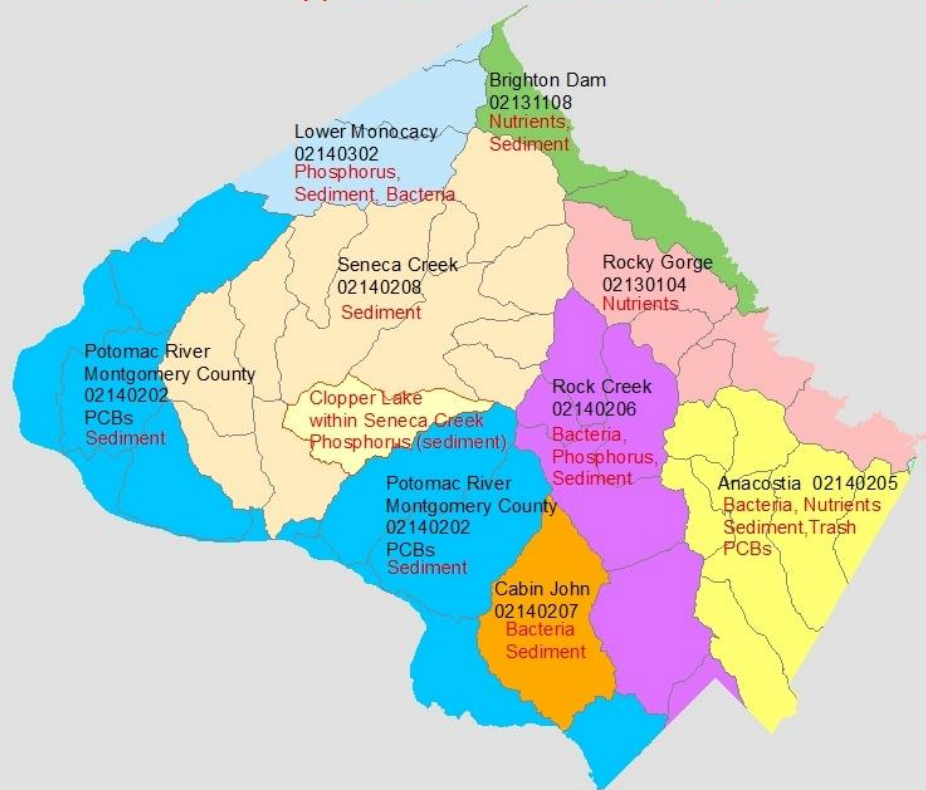 Brighton Dam
02131108
Nutrients,
Sediment
Lower Monocacy
02140302
Phosphorus,
Sediment, Bacteria
Seneca Creek
02140208
Sediment
Rocky Gorge
02130104
Nutrients
Potomac River
Montgomery County
02140202
PCBs
Sediment
Clopper Lake
within Seneca Creek
Phosphorus (sediment)
Rock Creek
02140206
Bacteria,
Phosphorus,
Sediment
Potomac River
Montgomery County
02140202
PCBs
Sediment
Anacostia 02140205
Bacteria, Nutrients
Sediment,Trash
PCBs
Cabin John
02140207
Bacteria
Sediment